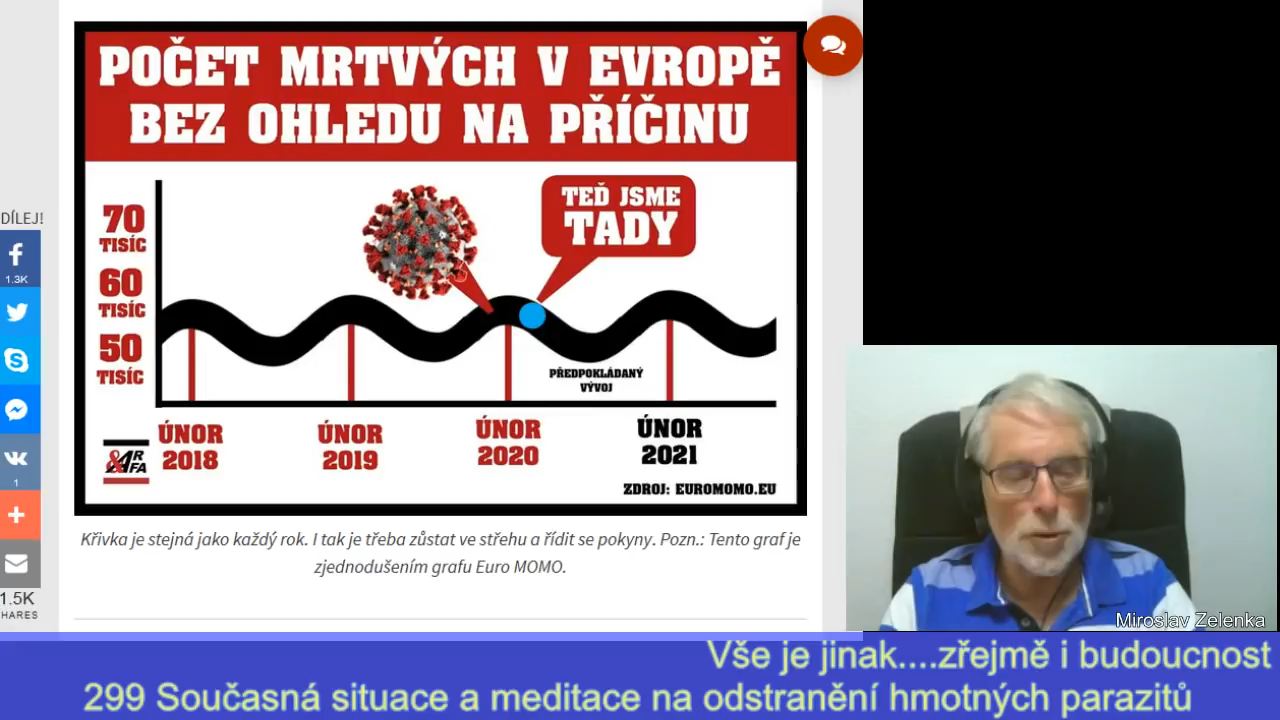 POČET MRTVÝCH V EVROPĚ
BEZ OHLEDU NA PŘÍČINU
TEĎ JSME
TADY
DÍLEJ!
70
TISÍC
60
TISÍC
50
TISÍC
1.3K
1
1.5K
HARES
PŘEDPOKLÁDANÝ
VÝVOJ
ÚNOR
2018
ÚNOR
2019
ÚNOR
2020
ÚNOR
2021
&AR
FA
ZDROJ: EUROMOMO.EU
Křivka je stejná jako každý rok. I tak je třeba zůstat ve střehu a řídit se pokyny. Pozn.: Tento graf je
zjednodušením grafu Euro MOMO.
Miroslav Zelenka
Vše je jinak....zřejmě i budoucnost
299 Současná situace a meditace na odstranění hmotných parazitů